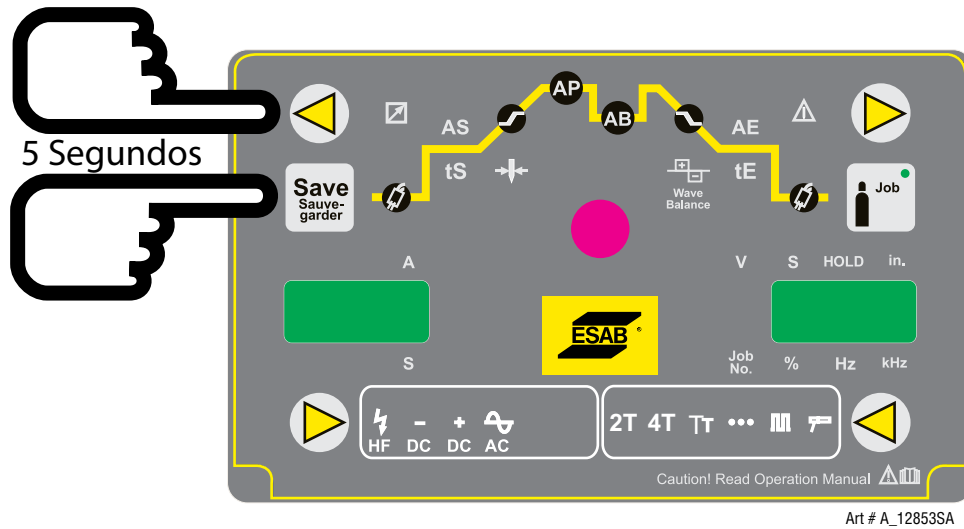 AP
AB
AS
AE
5 Segundos
tS
tE
Save
Sauve-
garder
Wave
Balance
Job
A
V S HOLD in.
ESAB
S
Job
No.
% Hz kHz
HF DC DC AC
2T 4T TT
Caution! Read Operation Manual
Art # A_12853SA